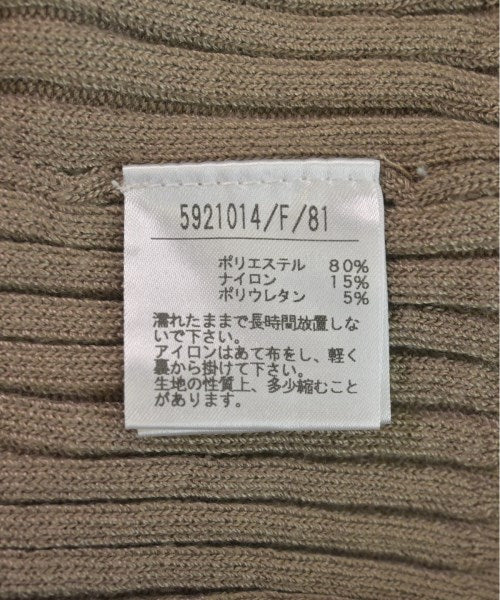 5921014/F/81
ポリエステル 80%
ナイロン 15%
ポリウレタン 5%
濡れたままで長時間放置しな
いで下さい。
アイロンはあて布をし、軽く
裏から掛けて下さい。
生地の性質上、多少縮むこと
があります。